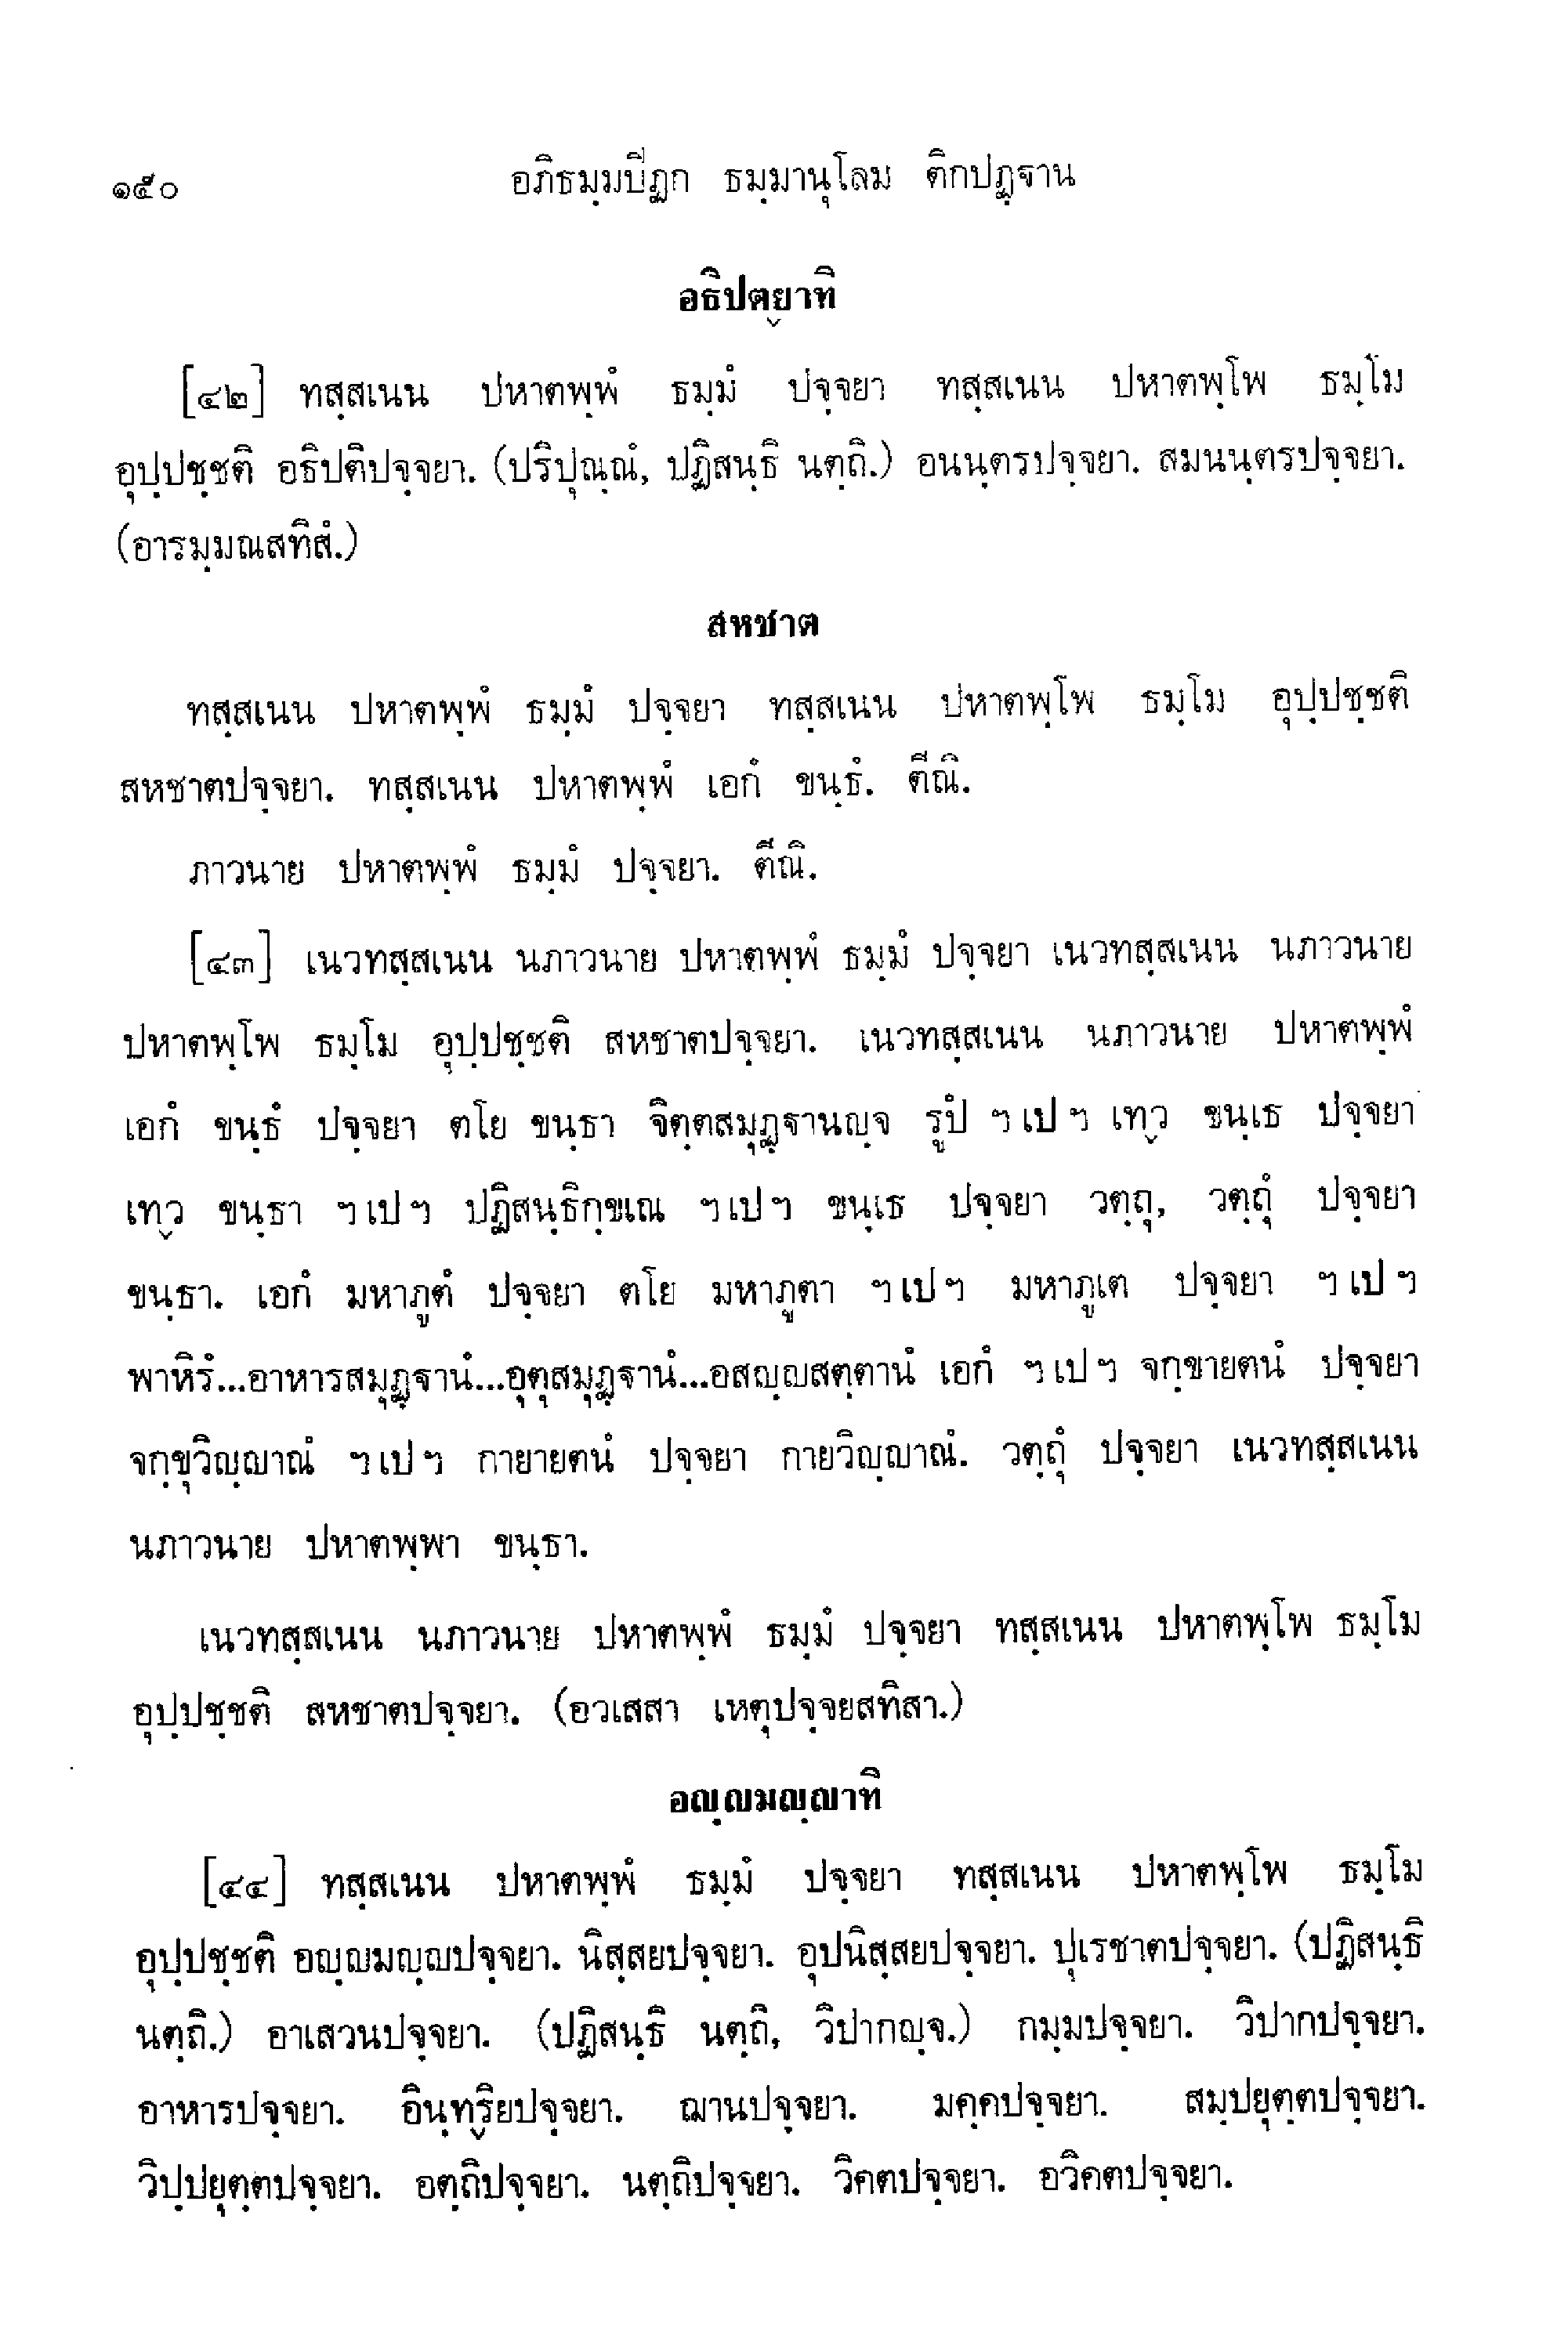 ๑๕๐ อภิธมฺมปีฏก ธมฺมานุโลม ติกปฏฺฐาน
อธิปตฺยาทิ
[๔๒] ทสฺสเนน ปหาตพฺพํ ธมฺมํ ปจฺจยา ทสฺสเนน ปหาตพฺโพ ธมฺโม
อุปฺปชฺชติ อธิปติปจฺจยา. (ปริปุณฺณํ, ปฏิสนฺธิ นตฺถิ.) อนนฺตรปจฺจยา. สมนนฺตรปจฺจยา.
(อารมฺมณสทิสํ.)
สหชาต
ทสฺสเนน ปหาตพฺพํ ธมฺมํ ปจฺจยา ทสฺสเนน ปหาตพฺโพ ธมฺโม อุปฺปชฺชติ
สหชาตปจฺจยา. ทสฺสเนน ปหาตพฺพํ เอกํ ขนฺธํ. ตีณิ.
ภาวนาย ปหาตพฺพํ ธมฺมํ ปจฺจยา. ตีณิ.
[๔๓] เนวทสฺสเนน นภาวนาย ปหาตพฺพํ ธมฺมํ ปจฺจยา เนวทสฺสเนน นภาวนาย
ปหาตพฺโพ ธมฺโม อุปฺปชฺชติ สหชาตปจฺจยา. เนวทสฺสเนน นภาวนาย ปหาตพฺพํ
เอกํ ขนฺธํ ปจฺจยา ตโย ขนฺธา จิตฺตสมุฏฺฐานญฺจ รูปํ ฯ เป ฯ เทฺว ขนฺเธ ปจฺจยา
เทฺว ขนฺธา ฯ เป ฯ ปฏิสนฺธิกฺขเณ ฯ เป ฯ ขนฺเธ ปจฺจยา วตฺถุ, วตฺถุํ ปจฺจยา
ขนฺธา. เอกํ มหาภูตํ ปจฺจยา ตโย มหาภูตา ฯ เป ฯ มหาภูเต ปจฺจยา ฯ เป ฯ
พาหิรํ...อาหารสมุฏฺฐานํ...อุตุสมุฏฺฐานํ...อสญฺญสตฺตานํ เอกํ ฯ เป ฯ จกฺขายตนํ ปจฺจยา
จกฺขุวิญฺญาณํ ฯ เป ฯ กายายตนํ ปจฺจยา กายวิญฺญาณํ. วตฺถุํ ปจฺจยา เนวทสฺสเนน
นภาวนาย ปหาตพฺพา ขนฺธา.
เนวทสฺสเนน นภาวนาย ปหาตพฺพํ ธมฺมํ ปจฺจยา ทสฺสเนน ปหาตพฺโพ ธมฺโม
อุปฺปชฺชติ สหชาตปจฺจยา. (อวเสสา เหตุปจฺจยสทิสา.)
อญฺญมญฺญาทิ
[๔๔] ทสฺสเนน ปหาตพฺพํ ธมฺมํ ปจฺจยา ทสฺสเนน ปหาตพฺโพ ธมฺโม
อุปฺปชฺชติ อญฺญมญฺญปจฺจยา. นิสฺสยปจฺจยา. อุปนิสฺสยปจฺจยา. ปุเรชาตปจฺจยา. (ปฏิสนฺธิ
นตฺถิ.) อาเสวนปจฺจยา. (ปฏิสนฺธิ นตฺถิ, วิปากญฺจ.) กมฺมปจฺจยา. วิปากปจฺจยา.
อาหารปจฺจยา. อินฺทฺริยปจฺจยา. ฌานปจฺจยา. มคฺคปจฺจยา. สมฺปยุตฺตปจฺจยา.
วิปฺปยุตฺตปจฺจยา. อตฺถิปจฺจยา. นตฺถิปจฺจยา. วิคตปจฺจยา. อวิคตปจฺจยา.